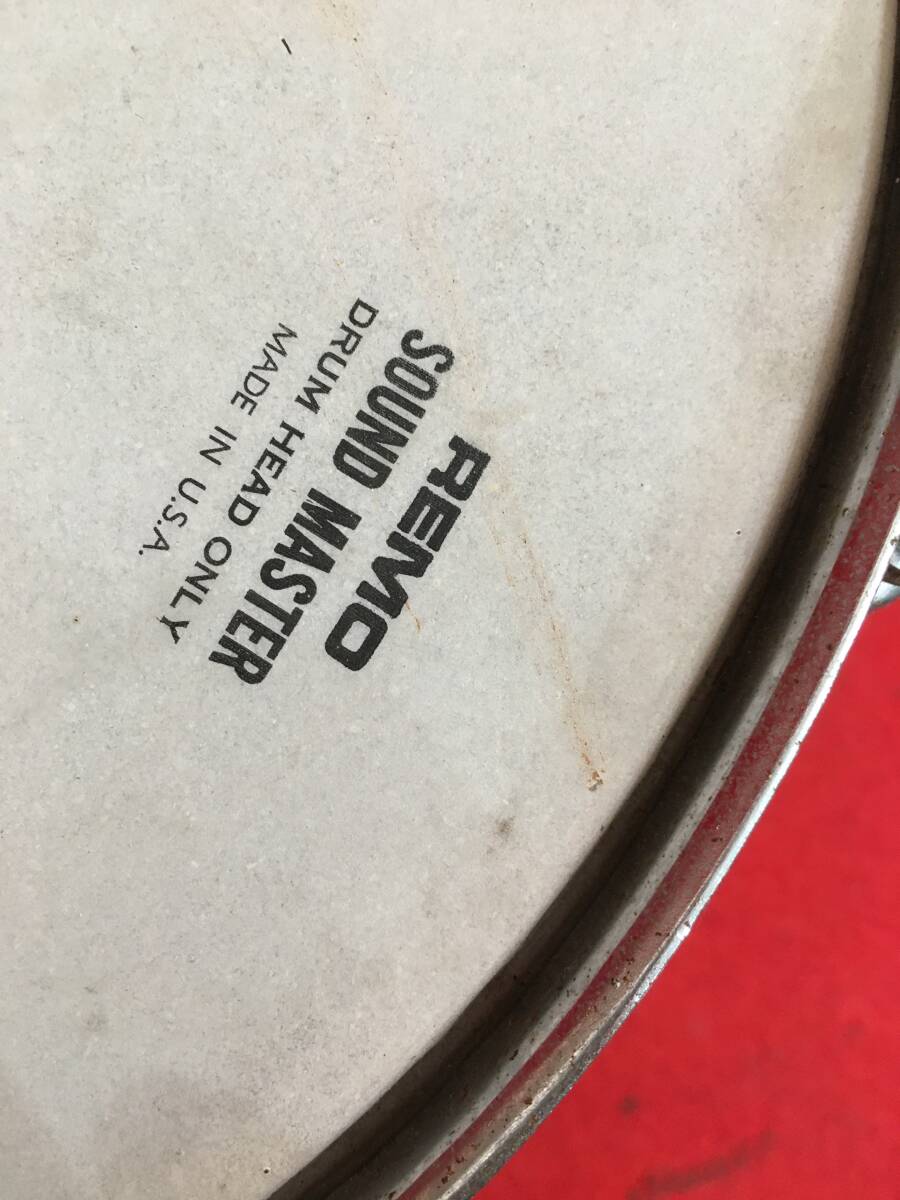 REMO
SOUND MASTER
DRUM HEAD ONLY
MADE IN U.S.A.